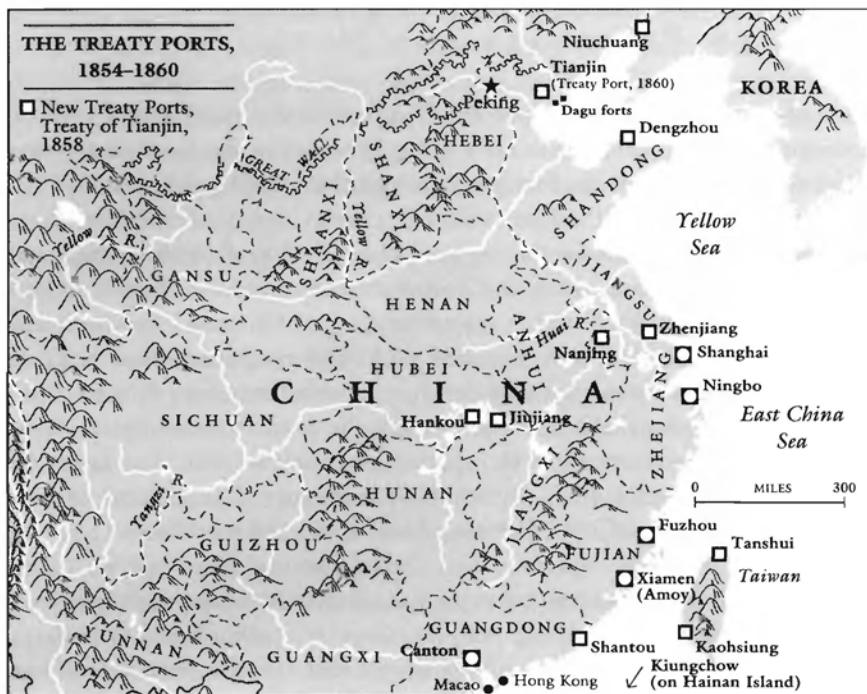 THE TREATY PORTS,
1854–1860
New Treaty Ports,
Treaty of Tianjin,
1858
Niuchuang
Tianjin
(Treaty Port, 1860)
KOREA
Peking
Dagu forts
Dengzhou
HEBEI
GREAT WALL
SHANXI
SHAANXI
Yellow R.
SHANDONG
Yellow
Sea
Yellow R.
GANSU
JIANGSU
HENAN
ANHUI
Huai R.
Zhenjiang
Nanjing
Shanghai
HUBEI
CHINA
Ningbo
ZHEJIANG
East China
Sea
SICHUAN
Hankou
Jiujiang
Yangzi R.
HUNAN
JIANGXI
0 MILES 300
GUIZHOU
Fuzhou
FUJIAN
Tanshui
Xiamen
(Amoy)
Taiwan
YUNNAN
GUANGXI
GUANGDONG
Canton
Shantou
Kaohsiung
Kiungchow
(on Hainan Island)
Macao
Hong Kong